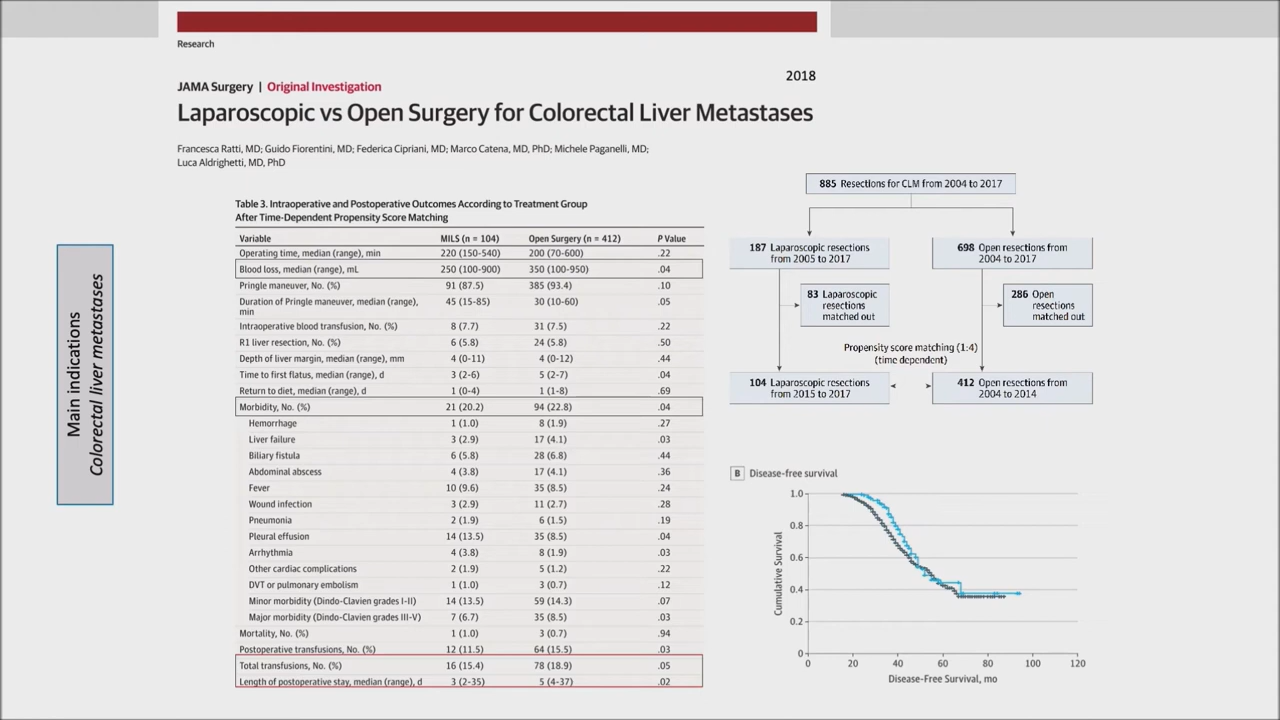 Research
2018
JAMA Surgery | Original Investigation
Laparoscopic vs Open Surgery for Colorectal Liver Metastases
Francesca Ratti, MD; Guido Fiorentini, MD; Federica Cipriani, MD; Marco Catena, MD, PhD; Michele Paganelli, MD;
Luca Aldrighetti, MD, PhD
Main indications
Colorectal liver metastases
Table 3. Intraoperative and Postoperative Outcomes According to Treatment Group
After Time-Dependent Propensity Score Matching
Variable MILS (n = 104) Open Surgery (n = 412) P Value
Operating time, median (range), min 220 (150-540) 200 (70-600) .22
Blood loss, median (range), mL 250 (100-900) 350 (100-950) .04
Pringle maneuver, No. (%) 91 (87.5) 385 (93.4) .10
Duration of Pringle maneuver, median (range), 45 (15-85) 30 (10-60) .05
min
Intraoperative blood transfusion, No. (%) 8 (7.7) 31 (7.5) .22
R1 liver resection, No. (%) 6 (5.8) 24 (5.8) .50
Depth of liver margin, median (range), mm 4 (0-11) 4 (0-12) .44
Time to first flatus, median (range), d 3 (2-6) 5 (2-7) .04
Return to diet, median (range), d 1 (0-4) 1 (1-8) .69
Morbidity, No. (%) 21 (20.2) 94 (22.8) .04
Hemorrhage 1 (1.0) 8 (1.9) .27
Liver failure 3 (2.9) 17 (4.1) .03
Biliary fistula 6 (5.8) 28 (6.8) .44
Abdominal abscess 4 (3.8) 17 (4.1) .36
Fever 10 (9.6) 35 (8.5) .24
Wound infection 3 (2.9) 11 (2.7) .28
Pneumonia 2 (1.9) 6 (1.5) .19
Pleural effusion 14 (13.5) 35 (8.5) .04
Arrhythmia 4 (3.8) 8 (1.9) .03
Other cardiac complications 2 (1.9) 5 (1.2) .22
DVT or pulmonary embolism 1 (1.0) 3 (0.7) .12
Minor morbidity (Dindo-Clavien grades I-II) 14 (13.5) 59 (14.3) .07
Major morbidity (Dindo-Clavien grades III-V) 7 (6.7) 35 (8.5) .03
Mortality, No. (%) 1 (1.0) 3 (0.7) .94
Postoperative transfusions, No. (%) 12 (11.5) 64 (15.5) .03
Total transfusions, No. (%) 16 (15.4) 78 (18.9) .05
Length of postoperative stay, median (range), d 3 (2-35) 5 (4-37) .02
885 Resections for CLM from 2004 to 2017
187 Laparoscopic resections
from 2005 to 2017
698 Open resections from
2004 to 2017
83 Laparoscopic
resections
matched out
286 Open
resections
matched out
Propensity score matching (1:4)
(time dependent)
104 Laparoscopic resections
from 2015 to 2017
412 Open resections from
2004 to 2014
B Disease-free survival
Cumulative Survival
1.0
0.8
0.6
0.4
0.2
0
0 20 40 60 80 100 120
Disease-Free Survival, mo